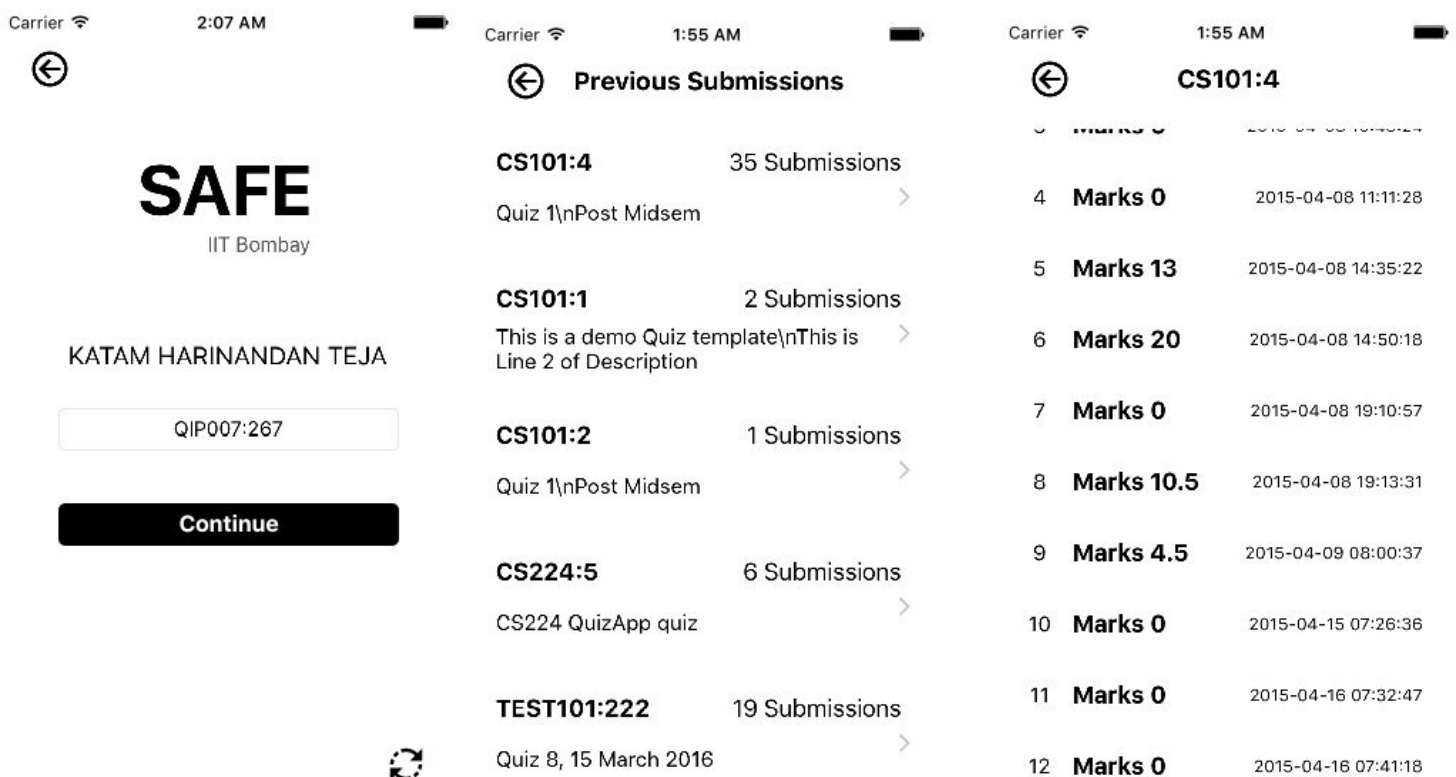 Carrier
2:07 AM
SAFE
IIT Bombay
KATAM HARINANDAN TEJA
QIP007:267
Continue
Carrier
1:55 AM
Previous Submissions
CS101:4 35 Submissions
Quiz 1\nPost Midsem
CS101:1 2 Submissions
This is a demo Quiz template\nThis is
Line 2 of Description
CS101:2 1 Submissions
Quiz 1\nPost Midsem
CS224:5 6 Submissions
CS224 QuizApp quiz
TEST101:222 19 Submissions
Quiz 8, 15 March 2016
Carrier
1:55 AM
CS101:4
4 Marks 0 2015-04-08 11:11:28
5 Marks 13 2015-04-08 14:35:22
6 Marks 20 2015-04-08 14:50:18
7 Marks 0 2015-04-08 19:10:57
8 Marks 10.5 2015-04-08 19:13:31
9 Marks 4.5 2015-04-09 08:00:37
10 Marks 0 2015-04-15 07:26:36
11 Marks 0 2015-04-16 07:32:47
12 Marks 0 2015-04-16 07:41:18